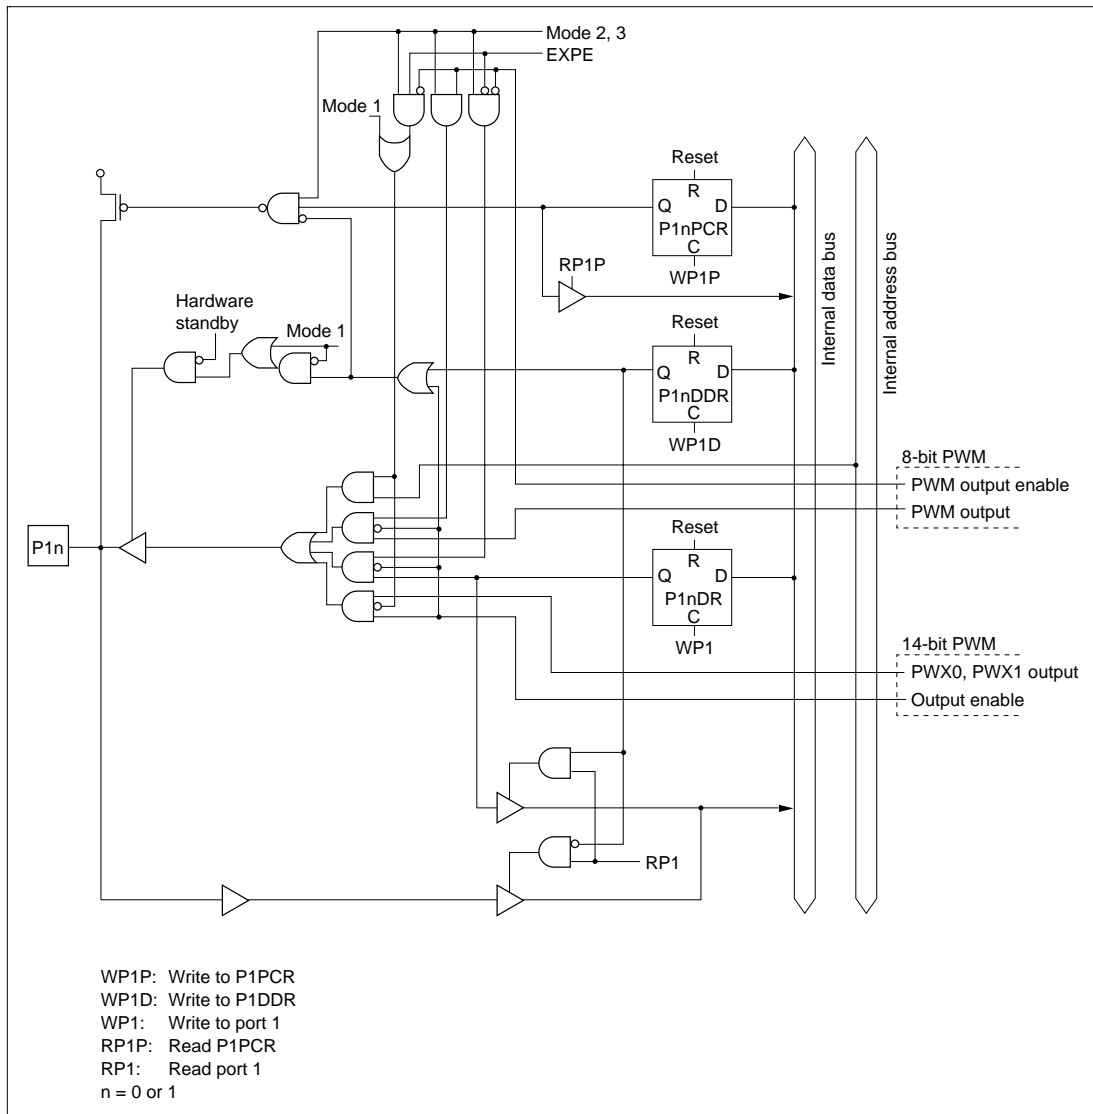 Mode 2, 3
EXPE
Mode 1
Reset
R
Q D
P1nPCR
C
WP1P
RP1P
Hardware
standby
Mode 1
Reset
R
Q D
P1nDDR
C
WP1D
Internal data bus
Internal address bus
8-bit PWM
PWM output enable
PWM output
P1n
Reset
R
Q D
P1nDR
C
WP1
14-bit PWM
PWX0, PWX1 output
Output enable
RP1
WP1P: Write to P1PCR
WP1D: Write to P1DDR
WP1: Write to port 1
RP1P: Read P1PCR
RP1: Read port 1
n = 0 or 1